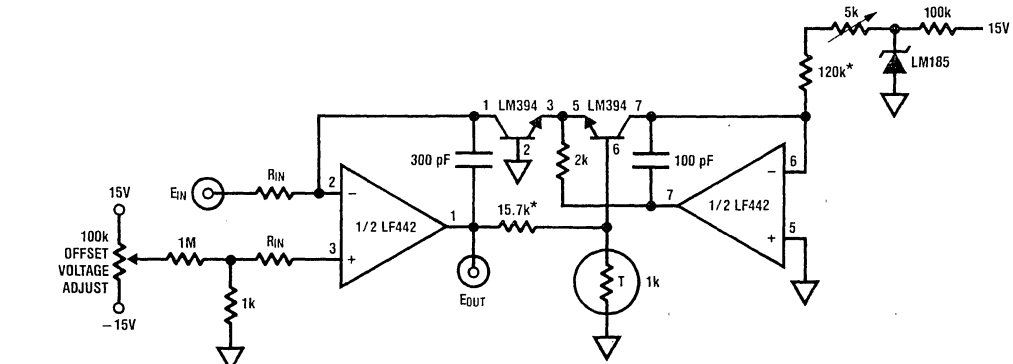 5k
100k
15V
LM185
120k*
1 LM394 3
5 LM394 7
2
6
300 pF
2k
100 pF
6
EIN
RIN
2
−
1/2 LF442
1
15.7k*
7
1/2 LF442
−
+
5
15V
100k
OFFSET
VOLTAGE
ADJUST
−15V
1M
RIN
3
+
1k
EOUT
T
1k